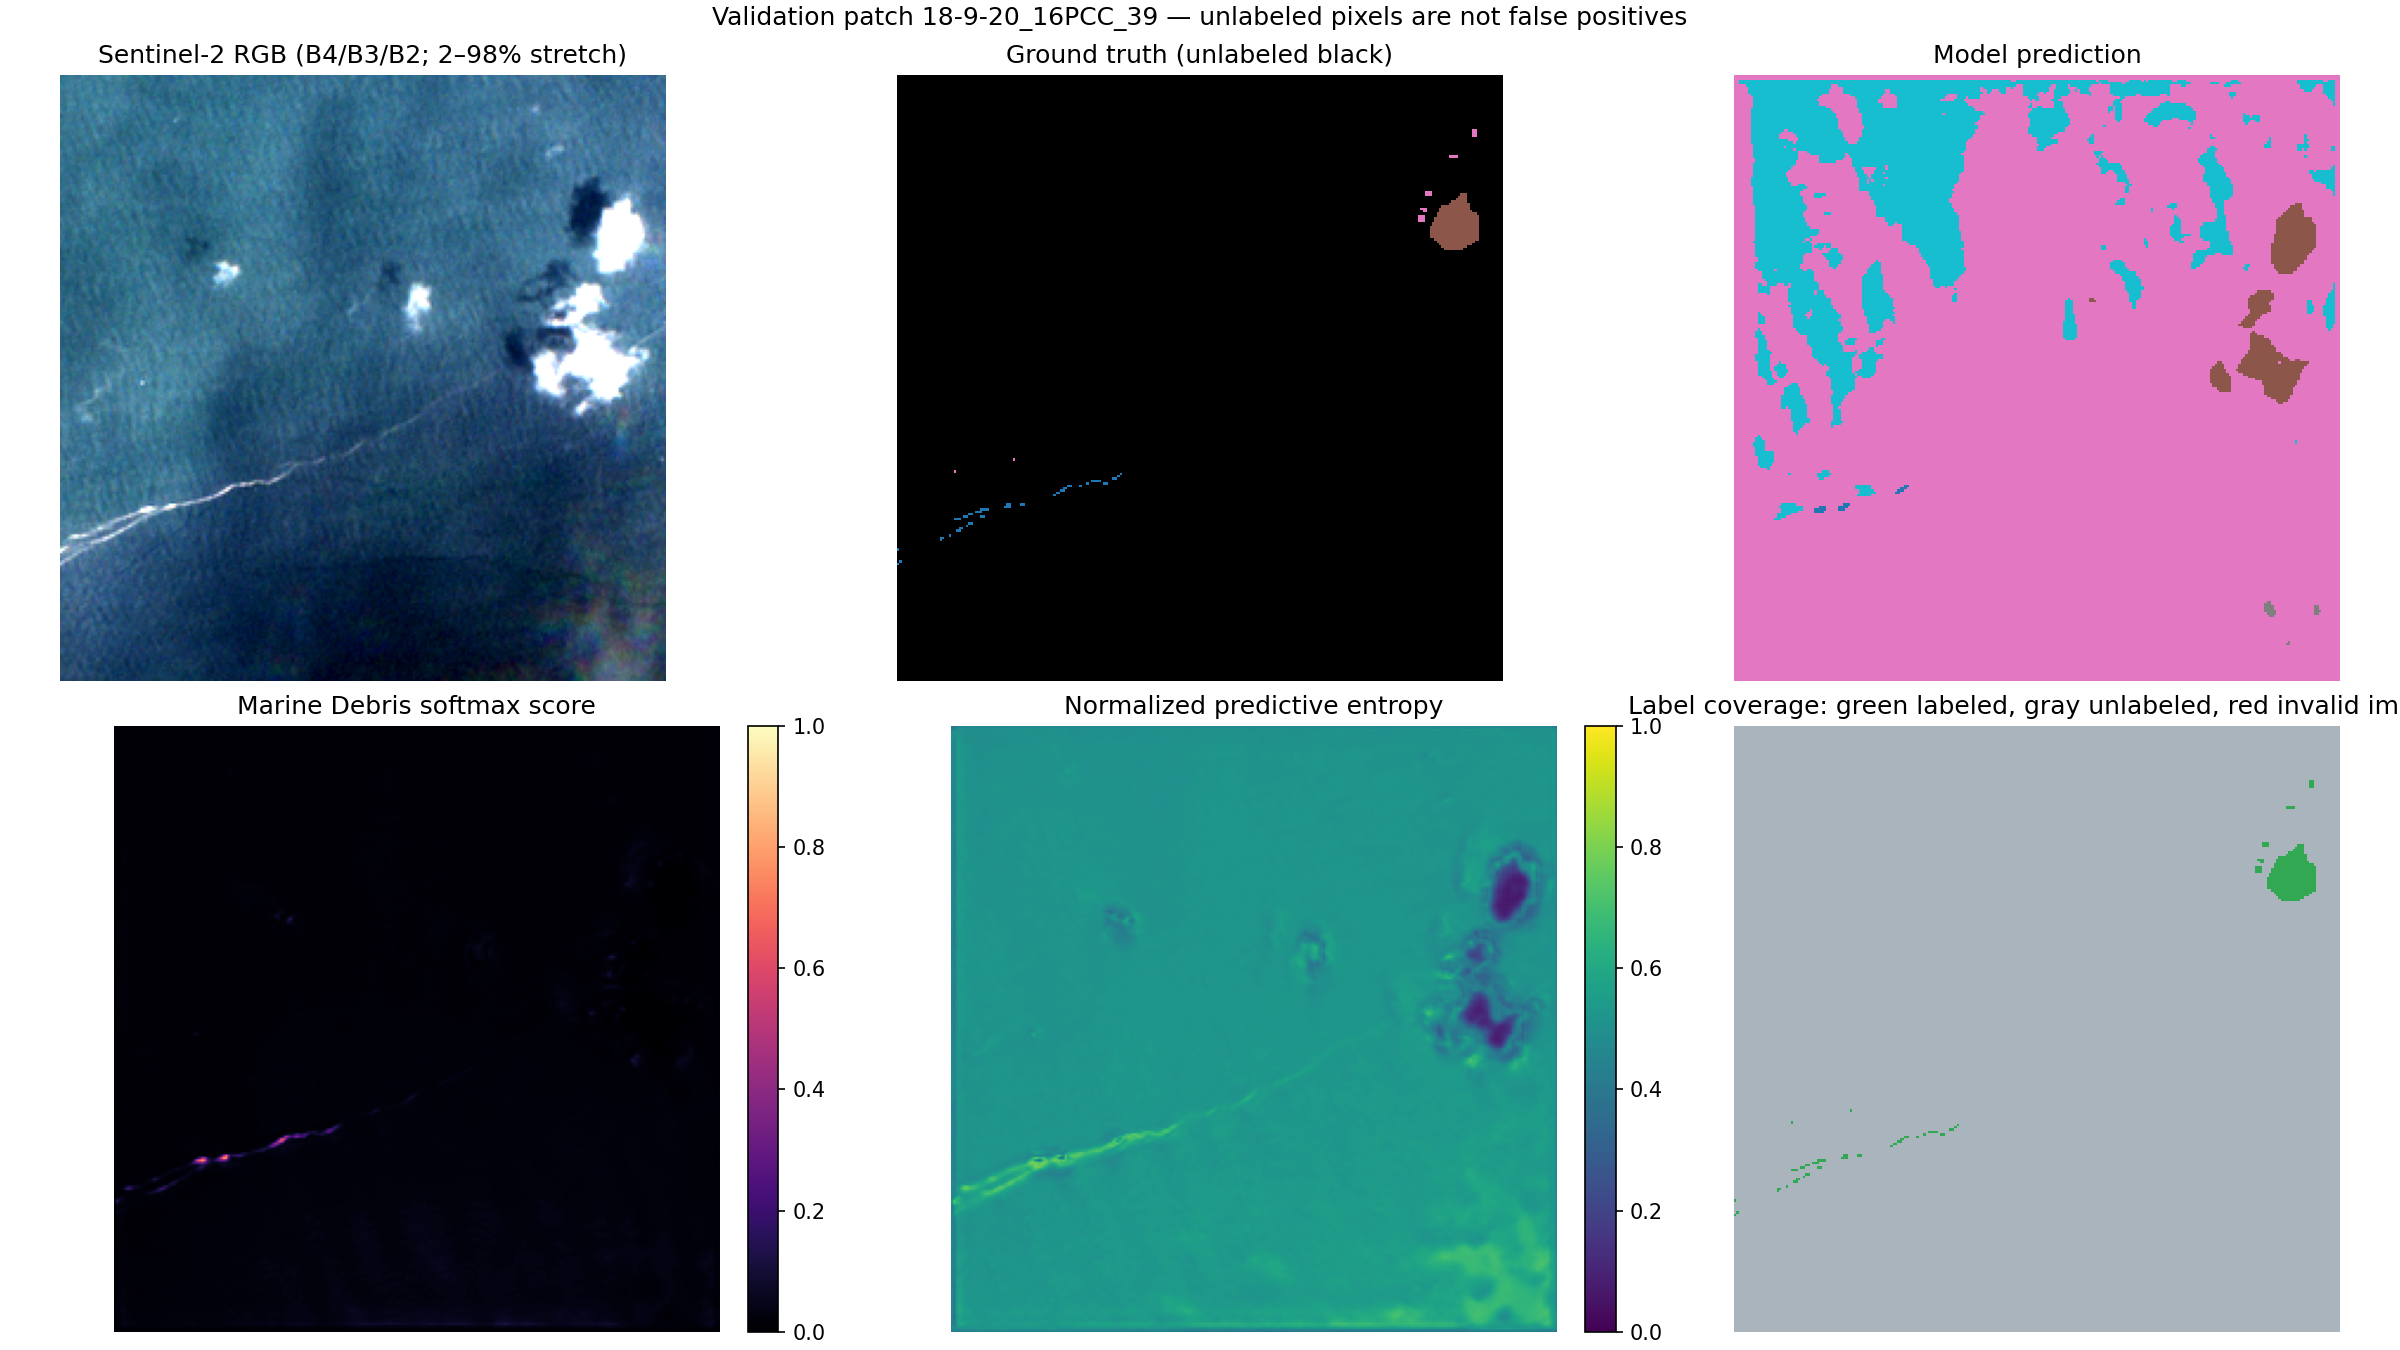 Validation patch 18-9-20_16PCC_39 — unlabeled pixels are not false positives
Sentinel-2 RGB (B4/B3/B2; 2–98% stretch)
Ground truth (unlabeled black)
Model prediction
Marine Debris softmax score
Normalized predictive entropy
Label coverage: green labeled, gray unlabeled, red invalid im
1.0
0.8
0.6
0.4
0.2
0.0
1.0
0.8
0.6
0.4
0.2
0.0